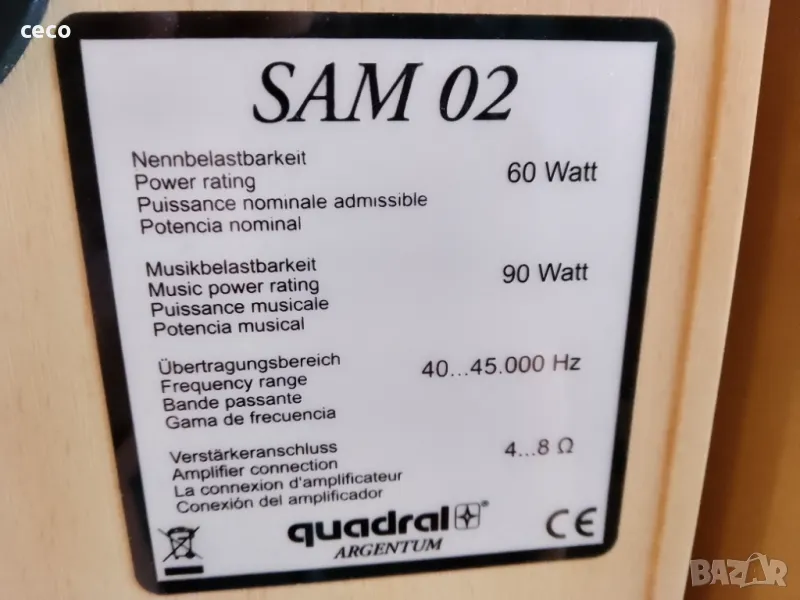 ceco
SAM 02
Nennbelastbarkeit
Power rating
Puissance nominale admissible
Potencia nominal
60 Watt
Musikbelastbarkeit
Music power rating
Puissance musicale
Potencia musical
90 Watt
Übertragungsbereich
Frequency range
Bande passante
Gama de frecuencia
40...45.000 Hz
Verstärkeranschluss
Amplifier connection
La connexion d'amplificateur
Conexión del amplificador
4...8 Ω
quadral®
ARGENTUM
CE
BAZAR